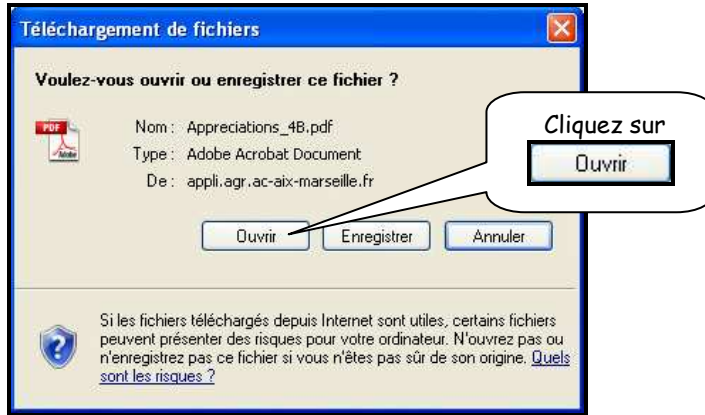 Téléchargement de fichiers
Voulez-vous ouvrir ou enregistrer ce fichier ?
PDF
Adobe
Nom : Appreciations_4B.pdf
Type : Adobe Acrobat Document
De : appli.agr.ac-aix-marseille.fr
Cliquez sur
Ouvrir
Ouvrir Enregistrer Annuler
Si les fichiers téléchargés depuis Internet sont utiles, certains fichiers
peuvent présenter des risques pour votre ordinateur. N'ouvrez pas ou
n'enregistrez pas ce fichier si vous n'êtes pas sûr de son origine. Quels
sont les risques ?